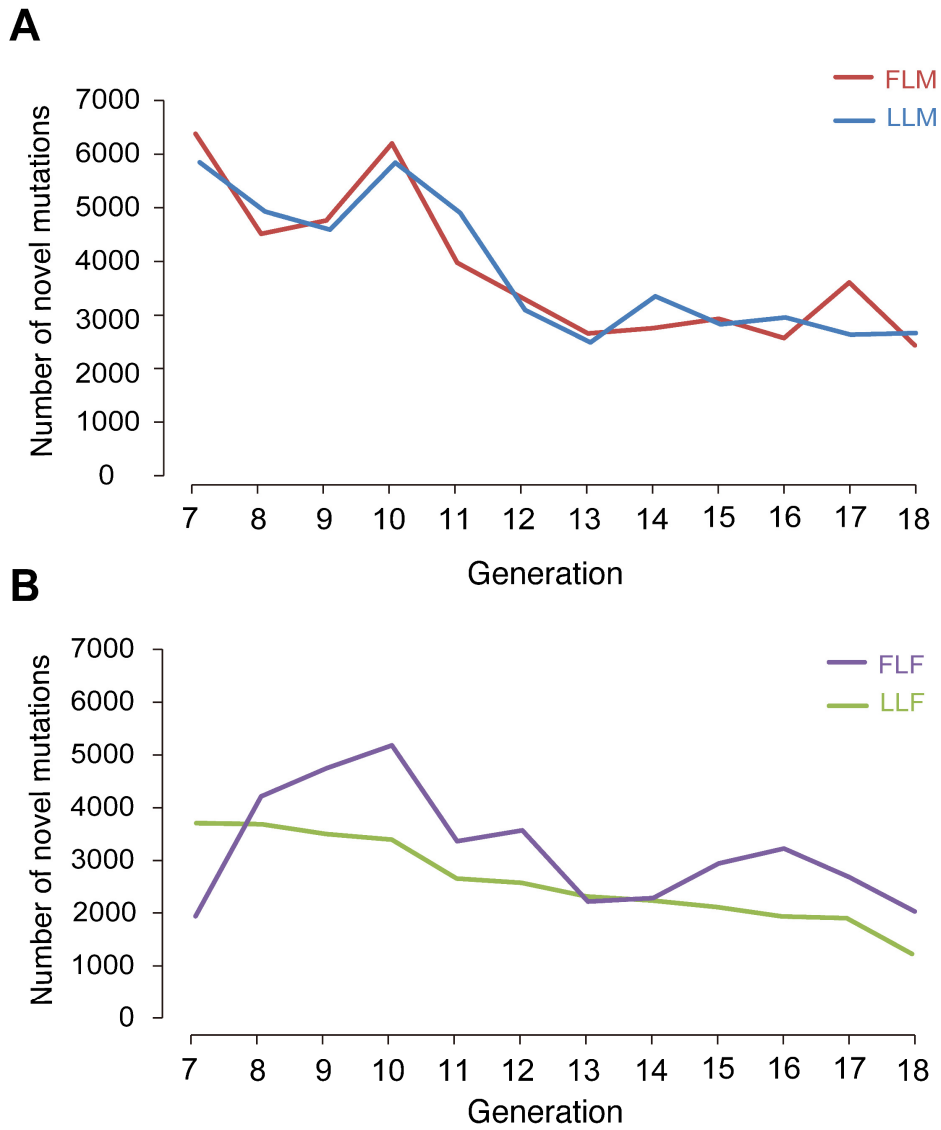 A
FLM
LLM
Number of novel mutations
7000
6000
5000
4000
3000
2000
1000
0
7 8 9 10 11 12 13 14 15 16 17 18
Generation
B
FLF
LLF
Number of novel mutations
7000
6000
5000
4000
3000
2000
1000
0
7 8 9 10 11 12 13 14 15 16 17 18
Generation